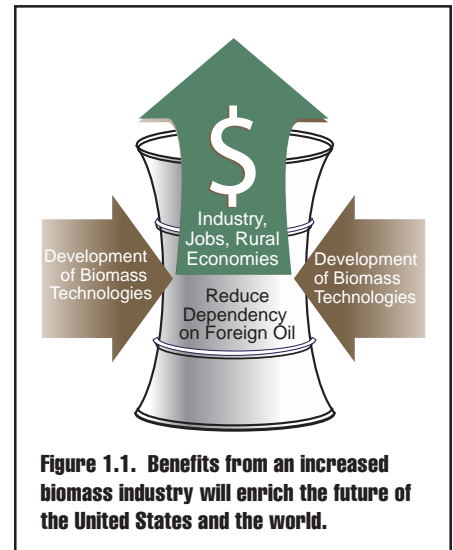 $
Industry,
Jobs, Rural
Economies
Development
of Biomass
Technologies
Reduce
Dependency
on Foreign Oil
Development
of Biomass
Technologies
Figure 1.1. Benefits from an increased
biomass industry will enrich the future of
the United States and the world.